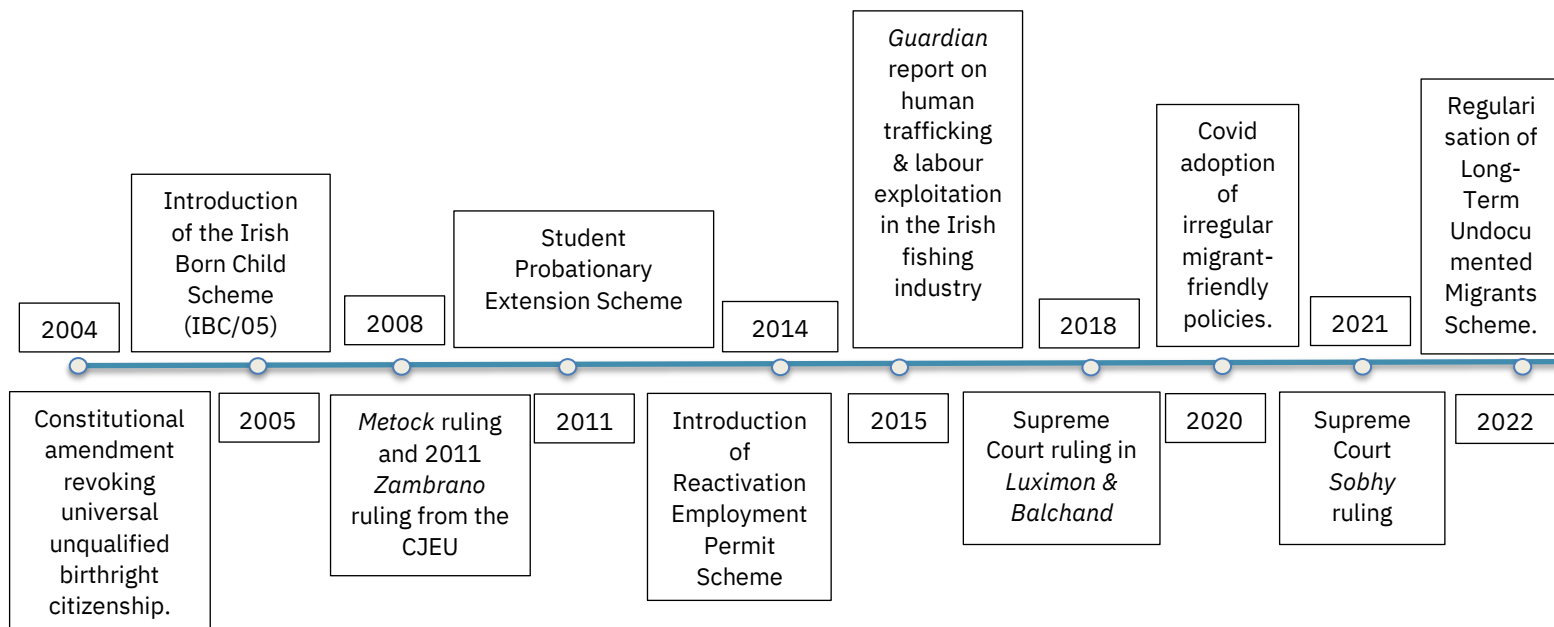 2004
Constitutional
amendment
revoking
universal
unqualified
birthright
citizenship.
Introduction
of the Irish
Born Child
Scheme
(IBC/05)
2005
2008
Metock ruling
and 2011
Zambrano
ruling from the
CJEU
Student
Probationary
Extension Scheme
2011
2014
Introduction
of
Reactivation
Employment
Permit
Scheme
Guardian
report on
human
trafficking
& labour
exploitation
in the Irish
fishing
industry
2015
2018
Supreme
Court ruling in
Luximon &
Balchand
Covid
adoption
of
irregular
migrant-
friendly
policies.
2020
2021
Supreme
Court
Sobhy
ruling
Regulari
sation of
Long-
Term
Undocu
mented
Migrants
Scheme.
2022